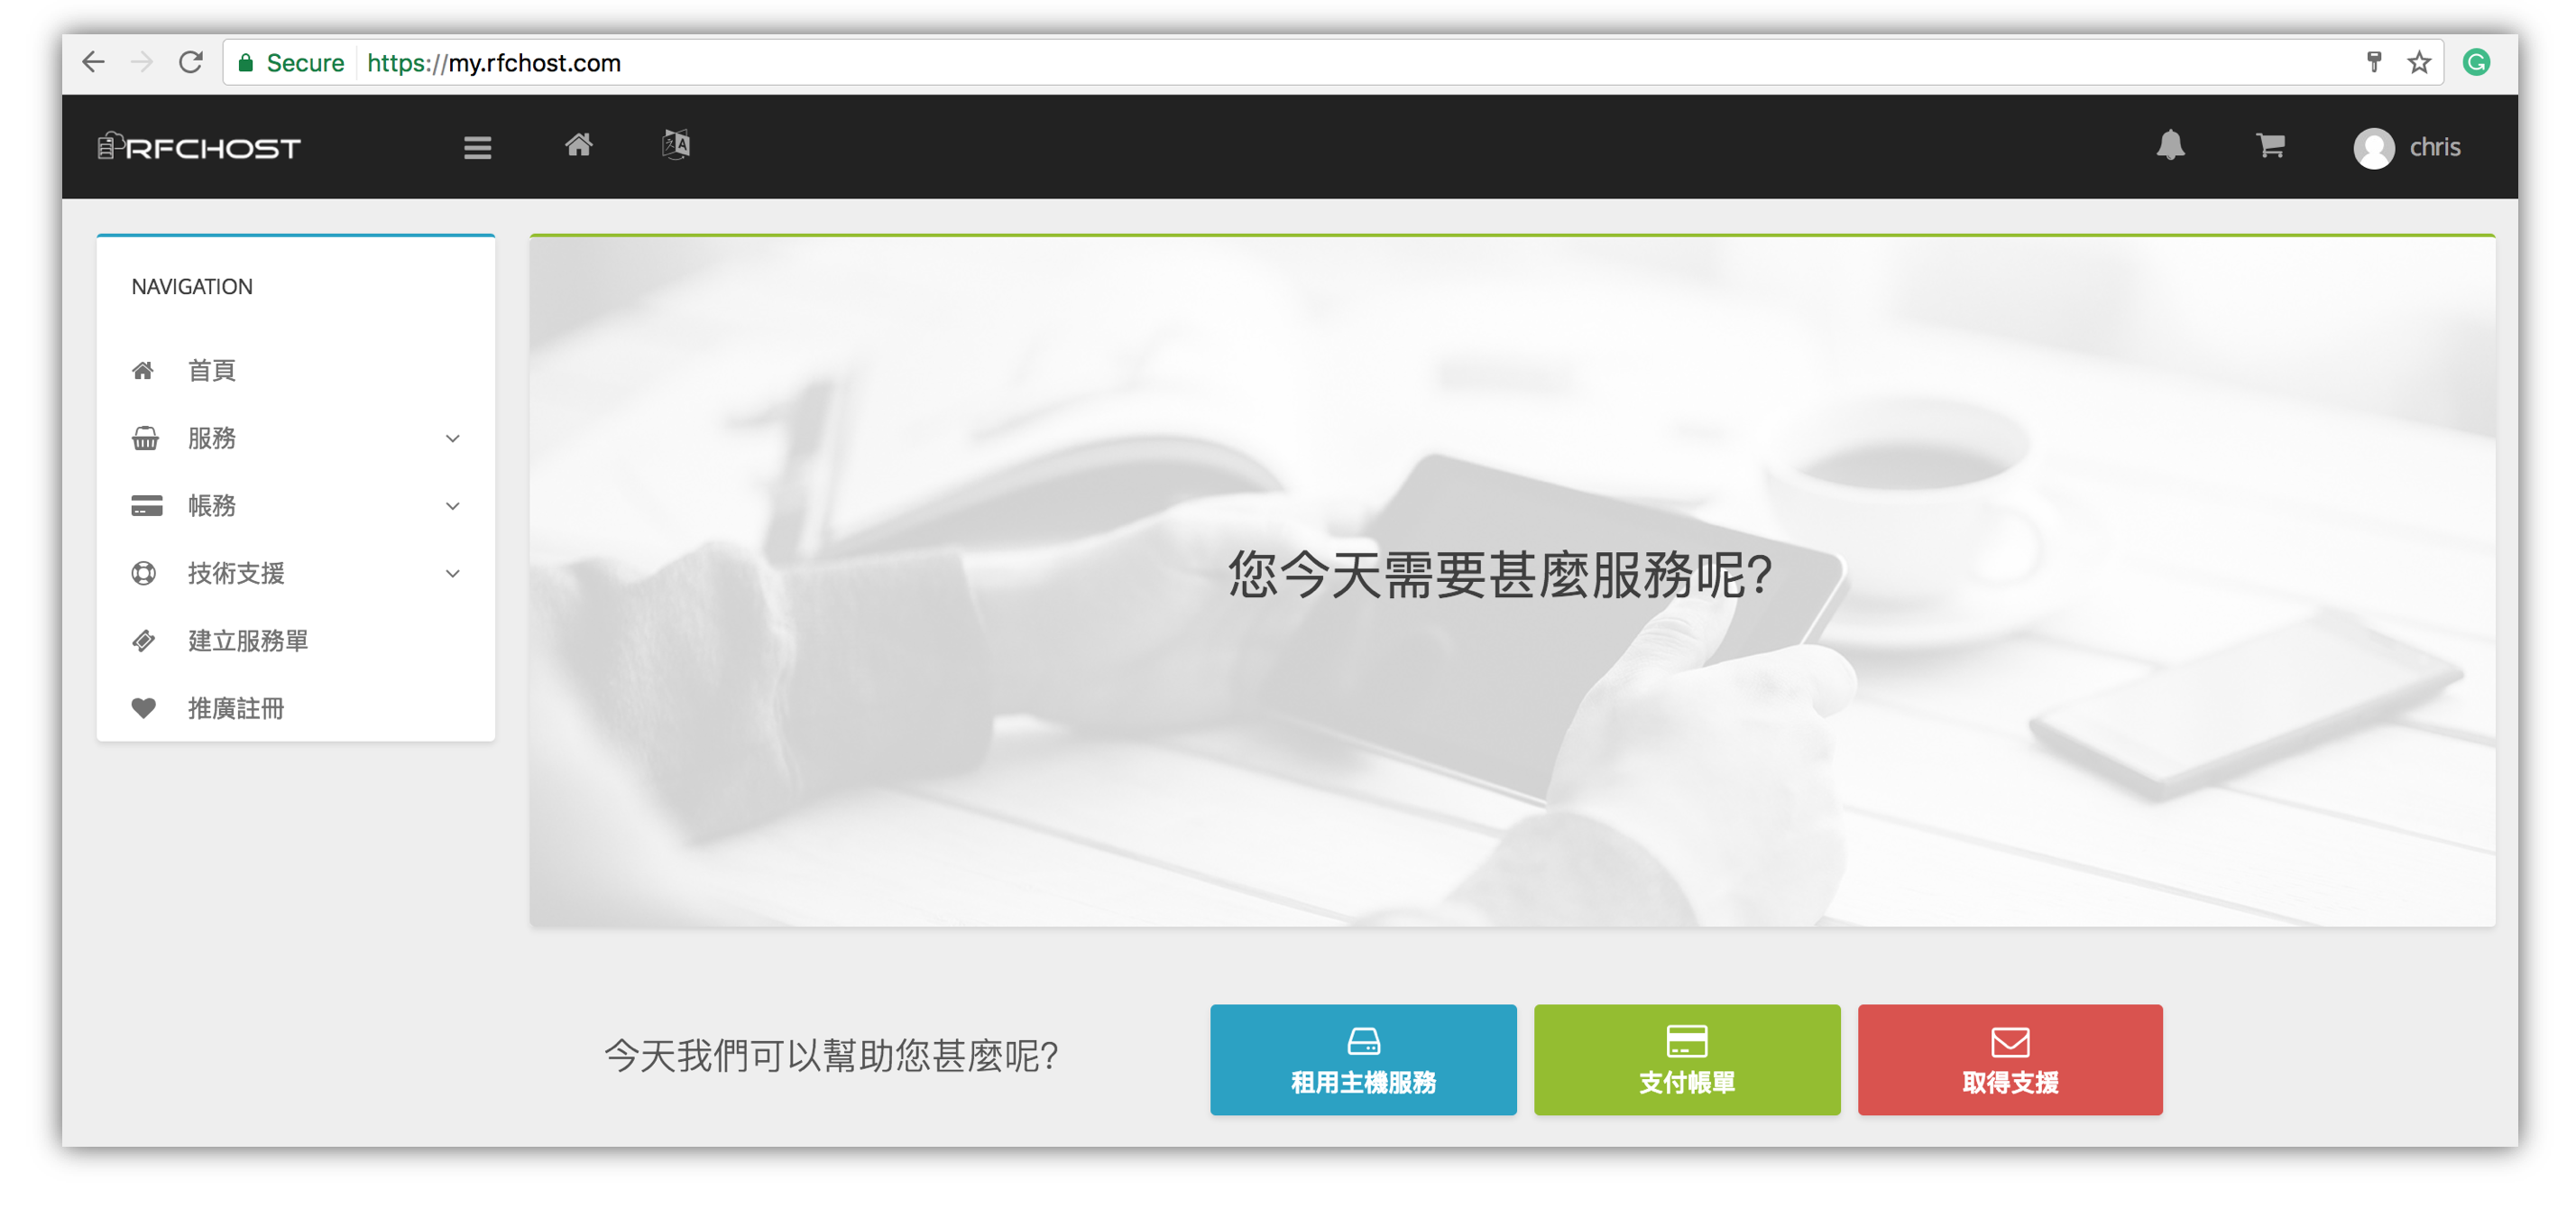 Secure https://my.rfchost.com
RFCHOST
chris
NAVIGATION
首頁
服務
帳務
技術支援
建立服務單
推廣註冊
您今天需要甚麼服務呢?
今天我們可以幫助您甚麼呢?
租用主機服務
支付帳單
取得支援